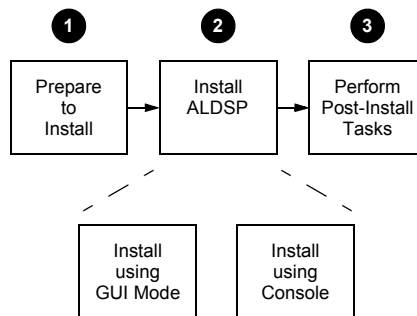 1
2
3
Prepare
to
Install
Install
ALDSP
Perform
Post-Install
Tasks
Install
using
GUI Mode
Install
using
Console